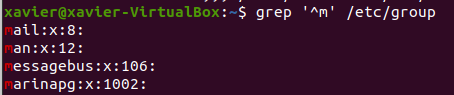 xavier@xavier-VirtualBox:~$ grep '^m' /etc/group
mail:x:8:
man:x:12:
messagebus:x:106:
marinapg:x:1002: